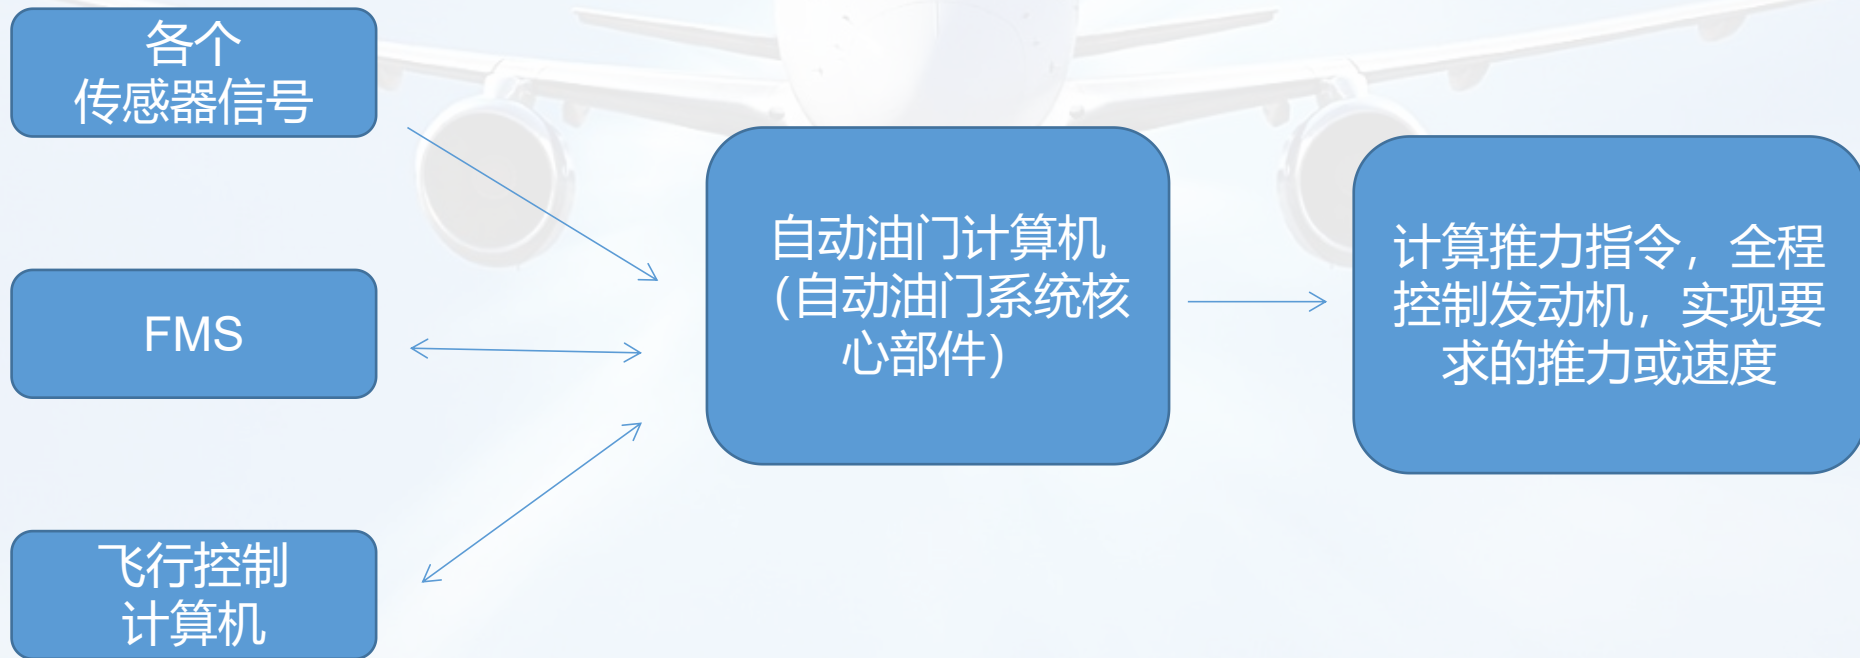 各个
传感器信号
FMS
飞行控制
计算机
自动油门计算机
（自动油门系统核
心部件）
计算推力指令，全程
控制发动机，实现要
求的推力或速度